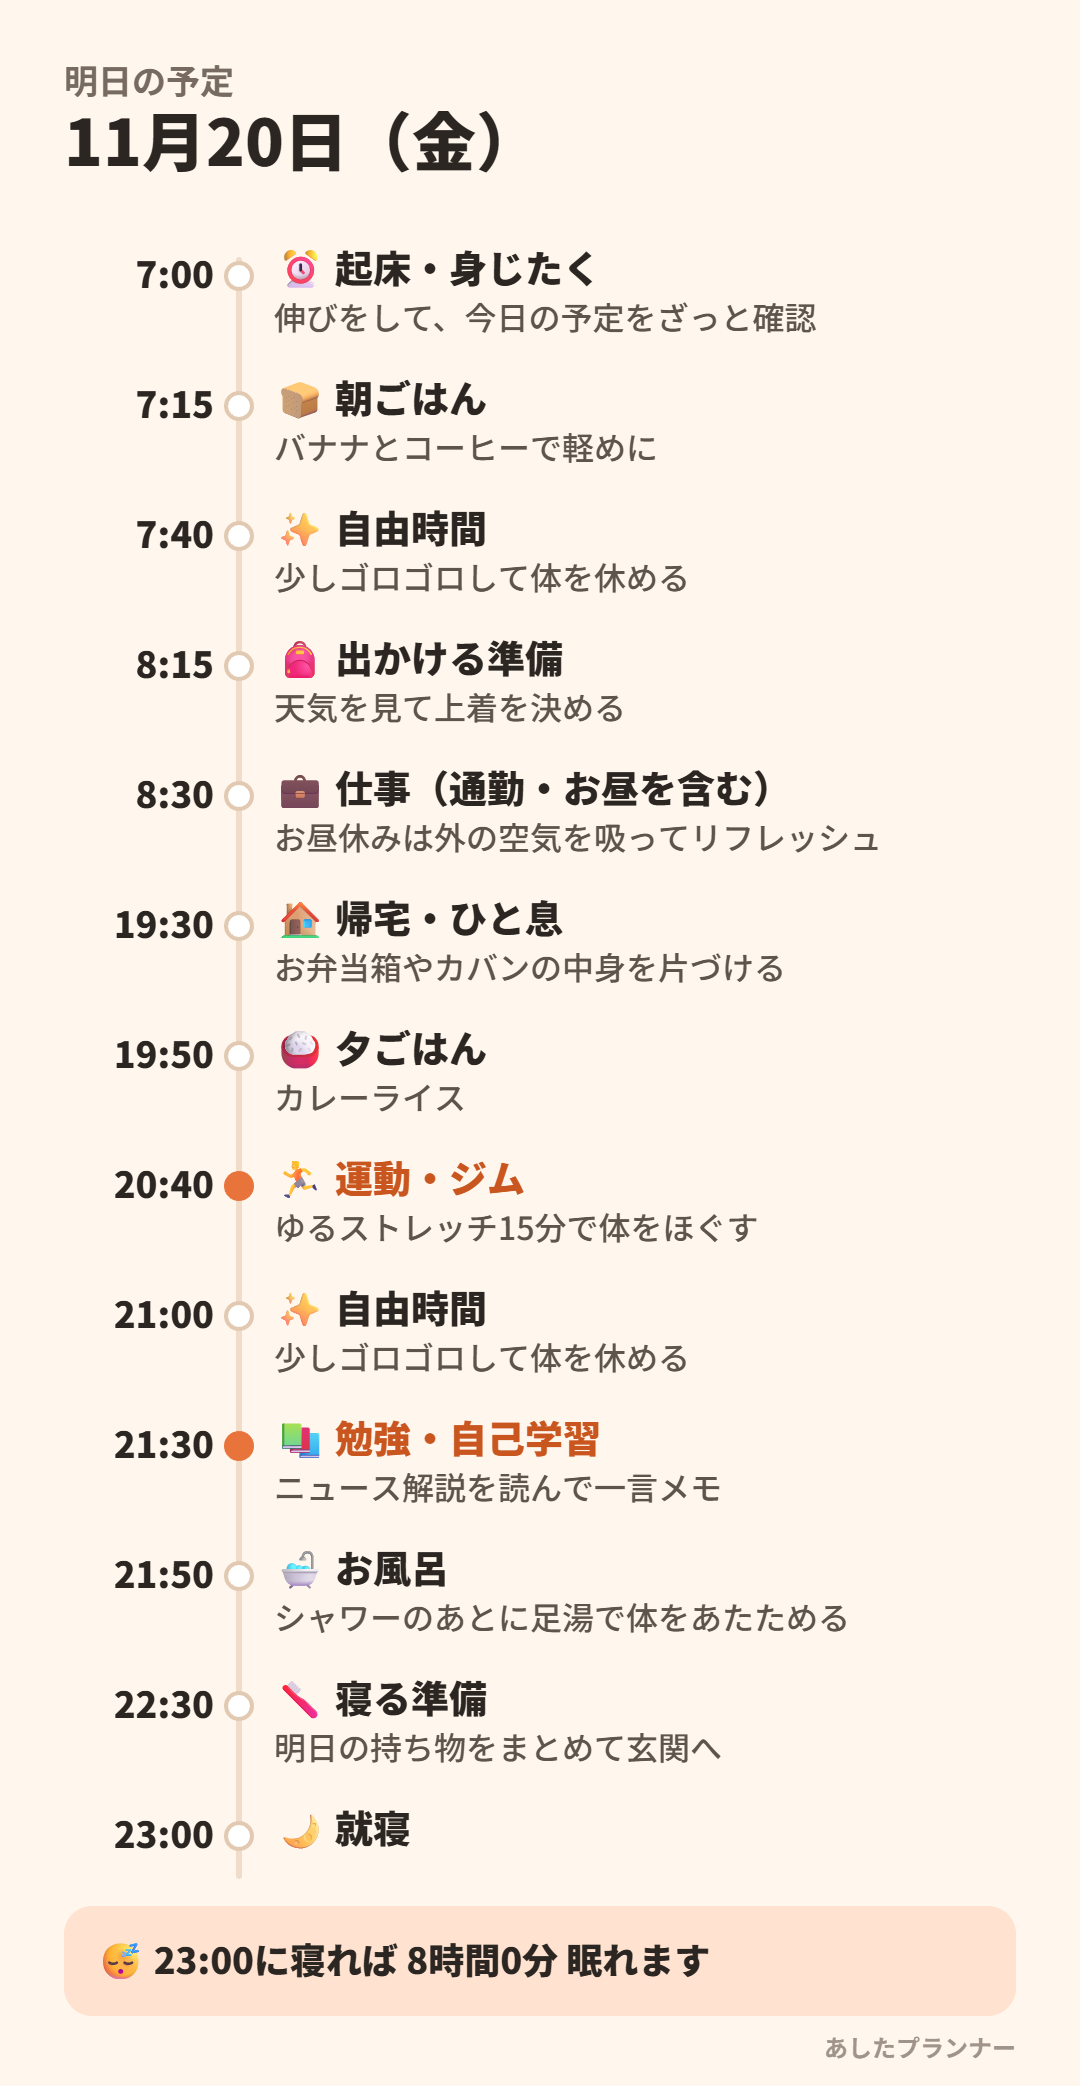 明日の予定
11月20日（金）
7:00 起床・身じたく
伸びをして、今日の予定をざっと確認
7:15 朝ごはん
バナナとコーヒーで軽めに
7:40 自由時間
少しゴロゴロして体を休める
8:15 出かける準備
天気を見て上着を決める
8:30 仕事（通勤・お昼を含む）
お昼休みは外の空気を吸ってリフレッシュ
19:30 帰宅・ひと息
お弁当箱やカバンの中身を片づける
19:50 夕ごはん
カレーライス
20:40 運動・ジム
ゆるストレッチ15分で体をほぐす
21:00 自由時間
少しゴロゴロして体を休める
21:30 勉強・自己学習
ニュース解説を読んで一言メモ
21:50 お風呂
シャワーのあとに足湯で体をあたためる
22:30 寝る準備
明日の持ち物をまとめて玄関へ
23:00 就寝
23:00に寝れば 8時間0分 眠れます
あしたプランナー